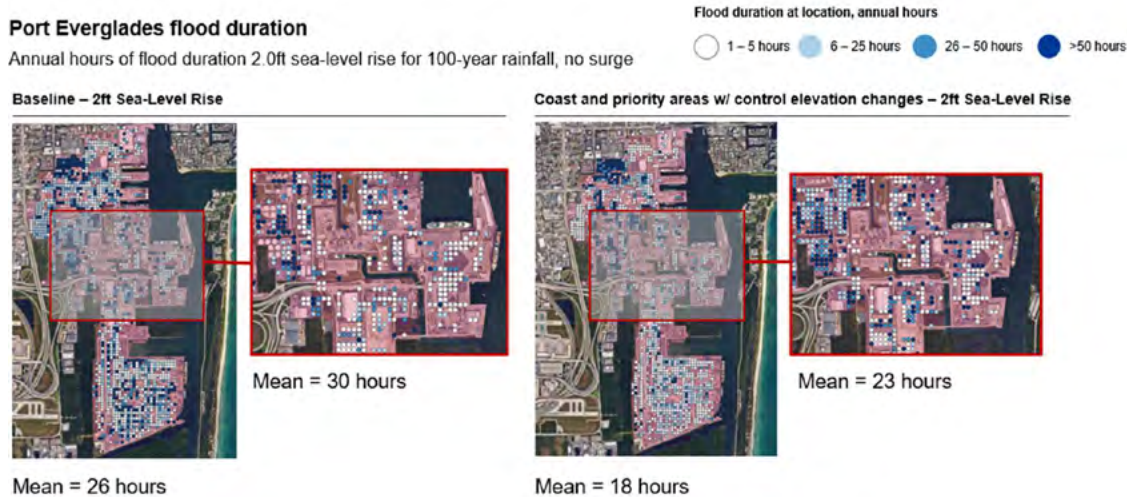 Port Everglades flood duration
Annual hours of flood duration 2.0ft sea-level rise for 100-year rainfall, no surge
Flood duration at location, annual hours
1 – 5 hours 6 – 25 hours 26 – 50 hours >50 hours
Baseline – 2ft Sea-Level Rise
Coast and priority areas w/ control elevation changes – 2ft Sea-Level Rise
Mean = 30 hours
Mean = 23 hours
Mean = 26 hours
Mean = 18 hours